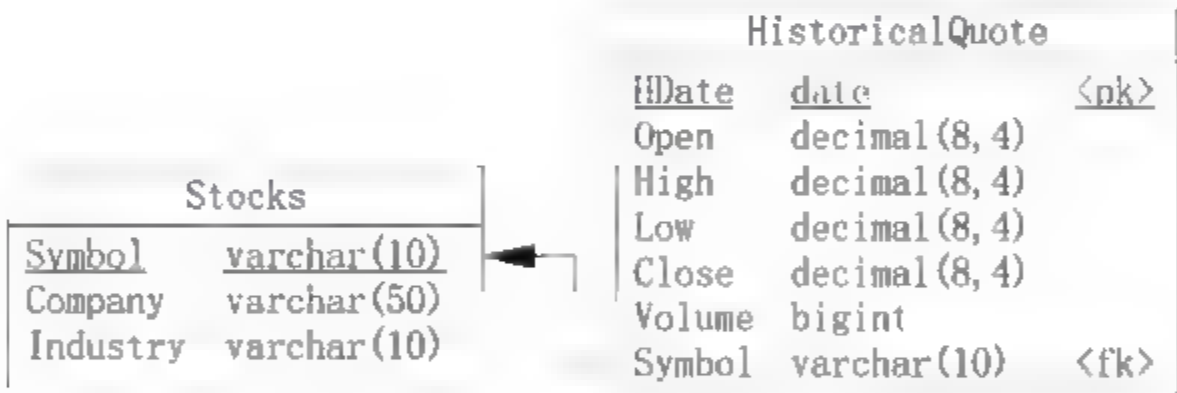 HistoricalQuote
HDate date <pk>
Open decimal(8,4)
High decimal(8,4)
Low decimal(8,4)
Close decimal(8,4)
Volume bigint
Symbol varchar(10) <fk>
Stocks
Symbol varchar(10)
Company varchar(50)
Industry varchar(10)